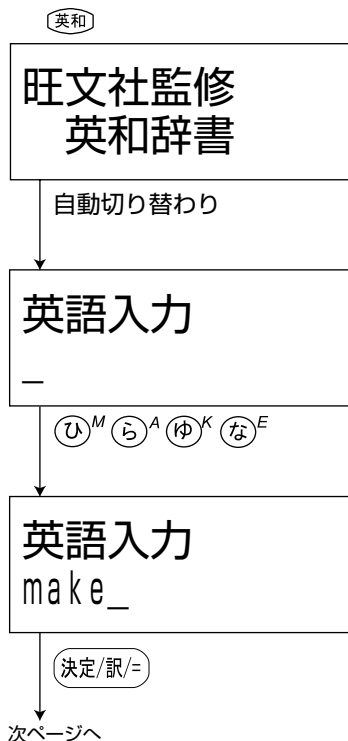 英和
旺文社監修
英和辞書
自動切り替わり
英語入力
_
ひM らA ゆK なE
英語入力
make_
決定/訳/=
次ページへ